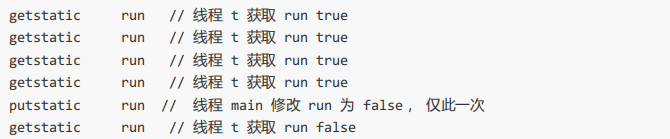 getstatic run // 线程 t 获取 run true
getstatic run // 线程 t 获取 run true
getstatic run // 线程 t 获取 run true
getstatic run // 线程 t 获取 run true
putstatic run // 线程 main 修改 run 为 false， 仅此一次
getstatic run // 线程 t 获取 run false